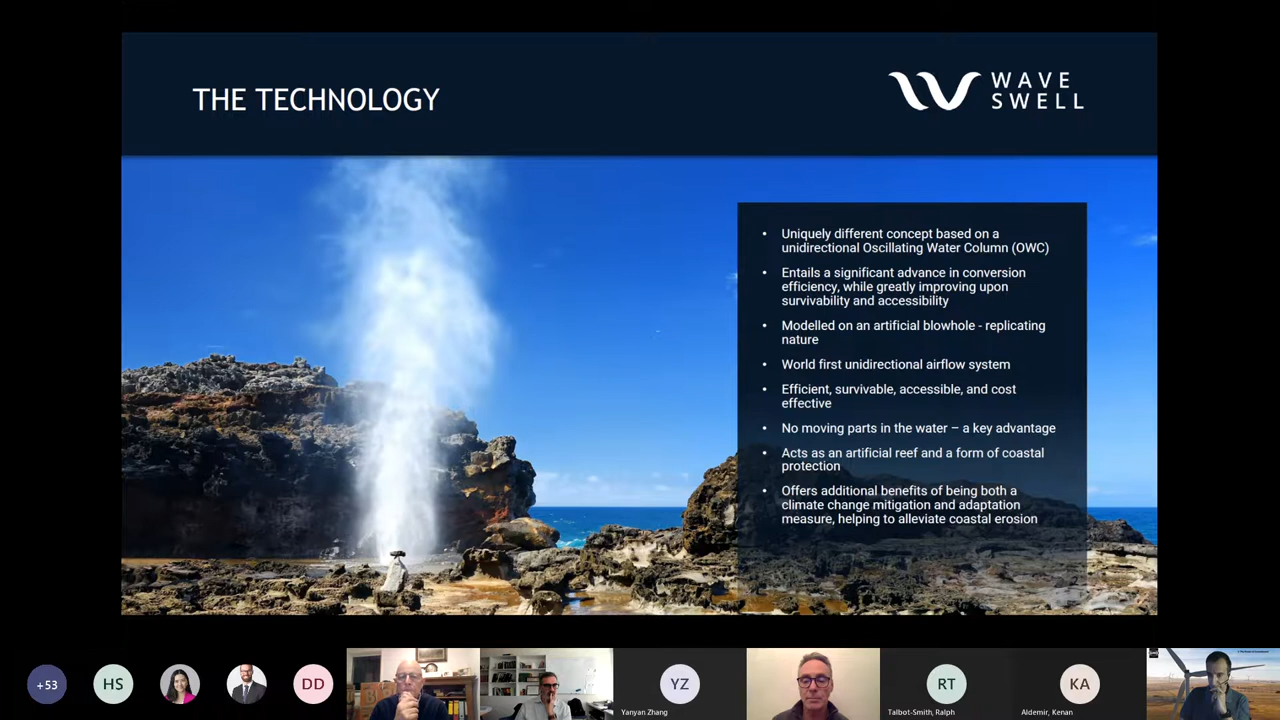 THE TECHNOLOGY
WAVE
SWELL
• Uniquely different concept based on a
unidirectional Oscillating Water Column (OWC)
• Entails a significant advance in conversion
efficiency, while greatly improving upon
survivability and accessibility
• Modelled on an artificial blowhole - replicating
nature
• World first unidirectional airflow system
• Efficient, survivable, accessible, and cost
effective
• No moving parts in the water – a key advantage
• Acts as an artificial reef and a form of coastal
protection
• Offers additional benefits of being both a
climate change mitigation and adaptation
measure, helping to alleviate coastal erosion
+53
HS
DD
YZ
Yanyan Zhang
RT
Talbot-Smith, Ralph
KA
Aldemir, Kenan